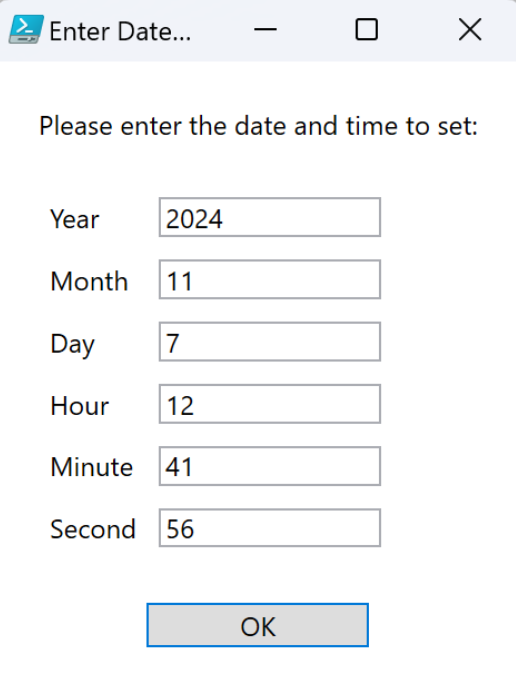 Enter Date...
Please enter the date and time to set:
Year 2024
Month 11
Day 7
Hour 12
Minute 41
Second 56
OK